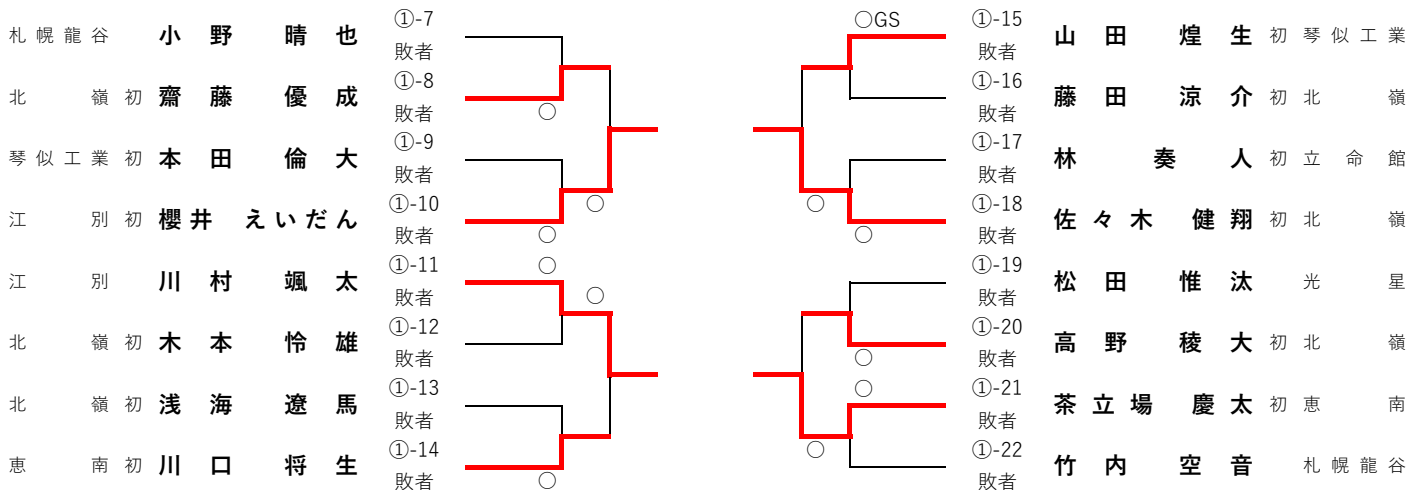 札幌龍谷 小野 晴也 ①-7 敗者
北嶺 初 齋藤 優成 ①-8 敗者 ○
琴似工業 初 本田 倫大 ①-9 敗者
江別 初 櫻井 えいだん ①-10 敗者 ○ ○
江別 川村 颯太 ①-11 敗者 ○ ○
北嶺 初 木本 怜雄 ①-12 敗者
北嶺 初 浅海 遼馬 ①-13 敗者
恵南 初 川口 将生 ①-14 敗者 ○
○GS ①-15 敗者 山田 煌生 初 琴似工業
①-16 敗者 藤田 涼介 初 北嶺
①-17 敗者 林 奏人 初 立命館
○ ○ ①-18 敗者 佐々木 健翔 初 北嶺
①-19 敗者 松田 惟汰 光星
○ ①-20 敗者 高野 稜大 初 北嶺
○ ①-21 敗者 茶立場 慶太 初 恵南
○ ①-22 敗者 竹内 空音 札幌龍谷